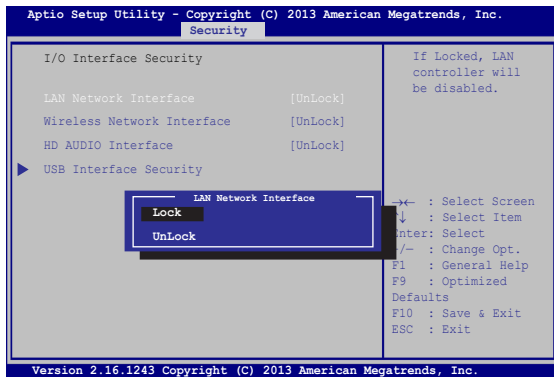 Aptio Setup Utility - Copyright (C) 2013 American Megatrends, Inc.
Security
I/O Interface Security
LAN Network Interface [UnLock]
Wireless Network Interface [UnLock]
HD AUDIO Interface [UnLock]
USB Interface Security
LAN Network Interface
Lock
UnLock
If Locked, LAN
controller will
be disabled.
→← : Select Screen
↑↓ : Select Item
Enter: Select
+/— : Change Opt.
F1 : General Help
F9 : Optimized
Defaults
F10 : Save & Exit
ESC : Exit
Version 2.16.1243 Copyright (C) 2013 American Megatrends, Inc.